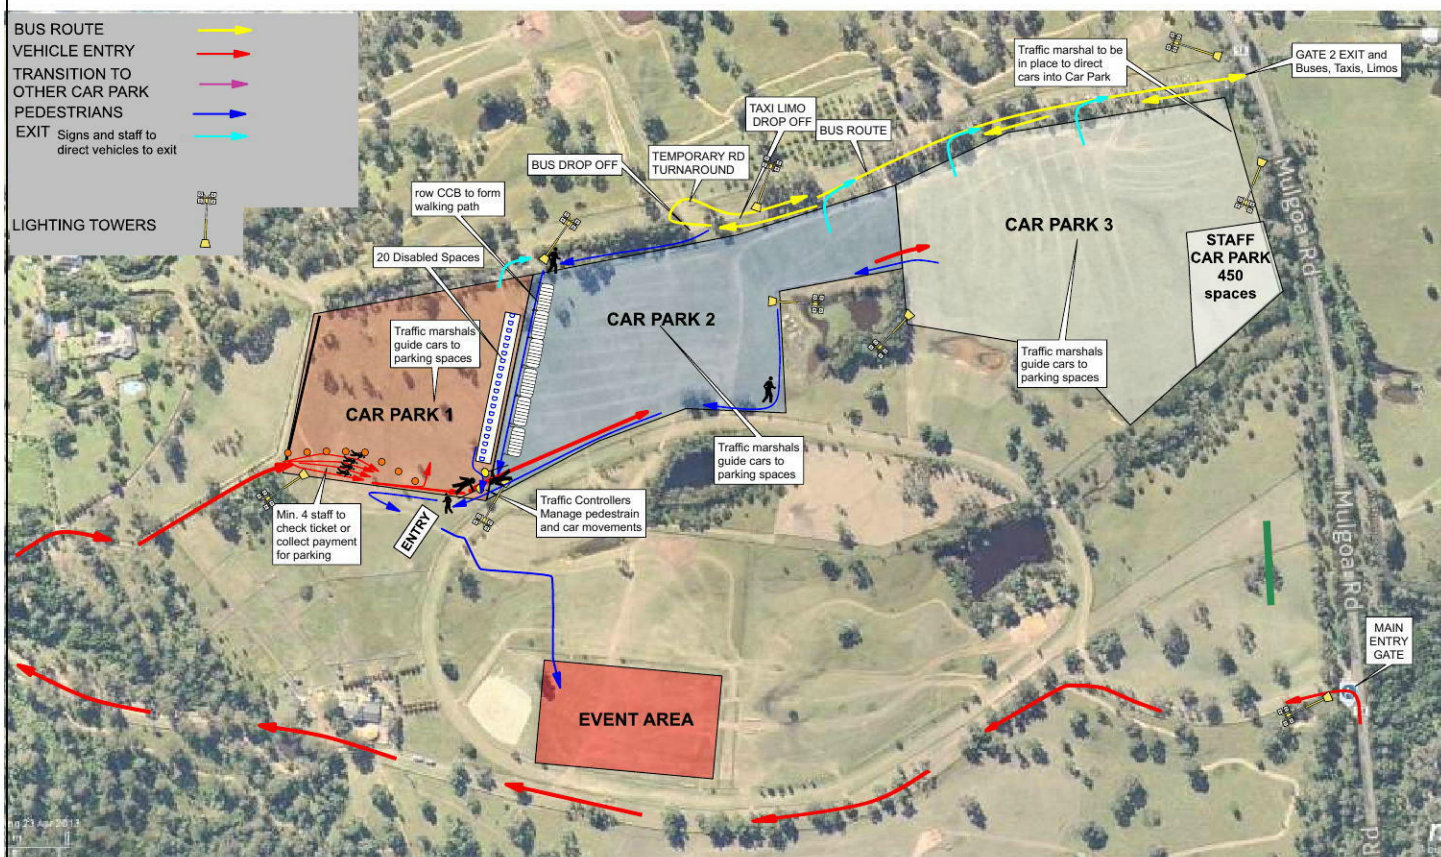 BUS ROUTE
VEHICLE ENTRY
TRANSITION TO
OTHER CAR PARK
PEDESTRIANS
EXIT Signs and staff to
direct vehicles to exit
LIGHTING TOWERS
Traffic marshal to be
in place to direct
cars into Car Park
GATE 2 EXIT and
Buses, Taxis, Limos
TAXI LIMO
DROP OFF
BUS ROUTE
TEMPORARY RD
TURNAROUND
BUS DROP OFF
row CCB to form
walking path
20 Disabled Spaces
Mulgoa Rd
CAR PARK 3
STAFF
CAR PARK
450
spaces
CAR PARK 2
Traffic marshals
guide cars to
parking spaces
CAR PARK 1
Traffic marshals
guide cars to
parking spaces
Traffic marshals
guide cars to
parking spaces
Min. 4 staff to
check ticket or
collect payment
for parking
ENTRY
Traffic Controllers
Manage pedestrain
and car movements
Mulgoa Rd
MAIN
ENTRY
GATE
EVENT AREA
Rd